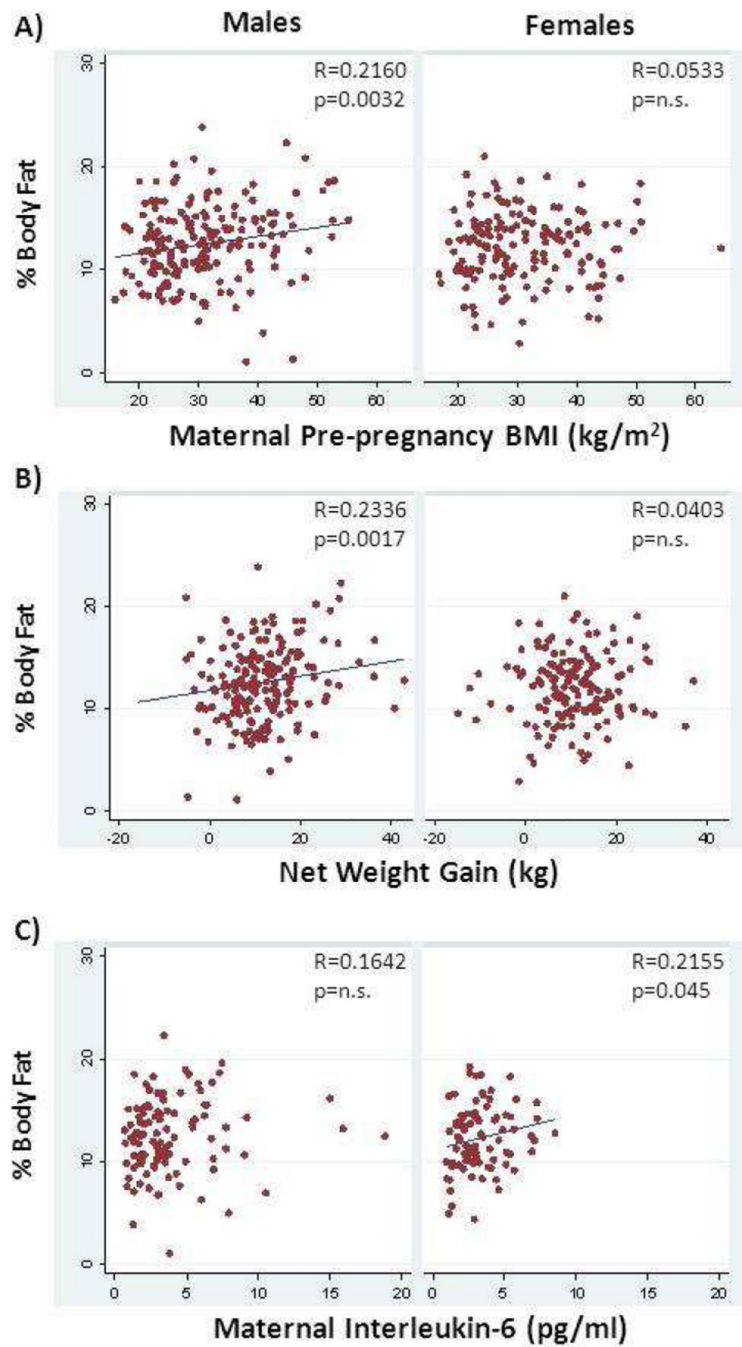 A) Males Females
R=0.2160 R=0.0533
p=0.0032 p=n.s.
% Body Fat
30
20
10
0
20 30 40 50 60 20 30 40 50 60
Maternal Pre-pregnancy BMI (kg/m²)
B)
R=0.2336 R=0.0403
p=0.0017 p=n.s.
% Body Fat
30
20
10
0
-20 0 20 40 -20 0 20 40
Net Weight Gain (kg)
C)
R=0.1642 R=0.2155
p=n.s. p=0.045
% Body Fat
30
20
10
0
0 5 10 15 20 0 5 10 15 20
Maternal Interleukin-6 (pg/ml)